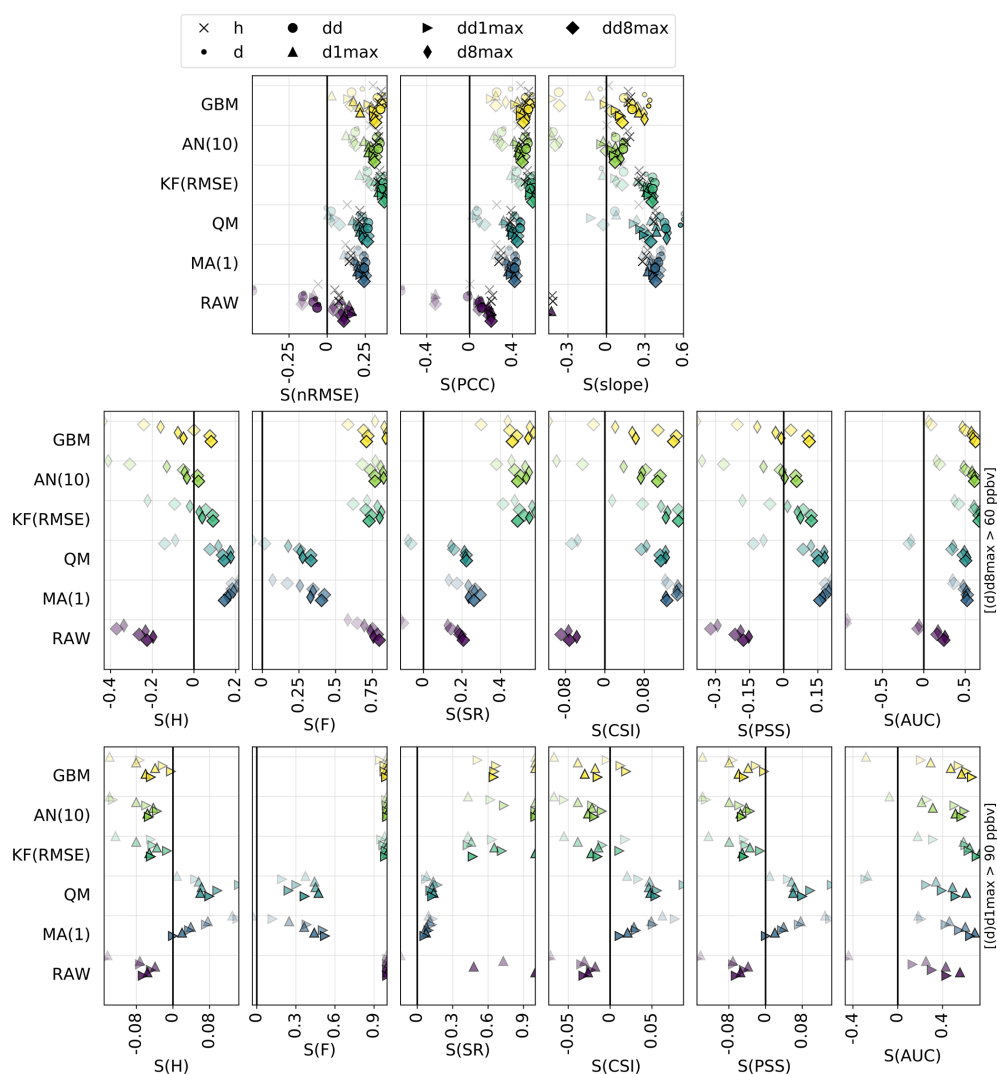 h dd dd1max dd8max
d d1max d8max
GBM
AN(10)
KF(RMSE)
QM
MA(1)
RAW
-0.25 0 0.25 -0.4 0 0.4 -0.3 0 0.3 0.6
S(nRMSE) S(PCC) S(slope)
GBM
AN(10)
KF(RMSE)
QM
MA(1)
RAW
[(d)d8max > 60 ppbv]
-0.4 -0.2 0 0.2 0 0.25 0.5 0.75 0 0.2 0.4 -0.08 0 0.08 -0.3 -0.15 0 0.15 -0.5 0 0.5
S(H) S(F) S(SR) S(CSI) S(PSS) S(AUC)
GBM
AN(10)
KF(RMSE)
QM
MA(1)
RAW
[(d)d1max > 90 ppbv]
-0.08 0 0.08 0 0.3 0.6 0.9 0 0.3 0.6 0.9 -0.05 0 0.05 -0.08 0 0.08 -0.4 0 0.4
S(H) S(F) S(SR) S(CSI) S(PSS) S(AUC)